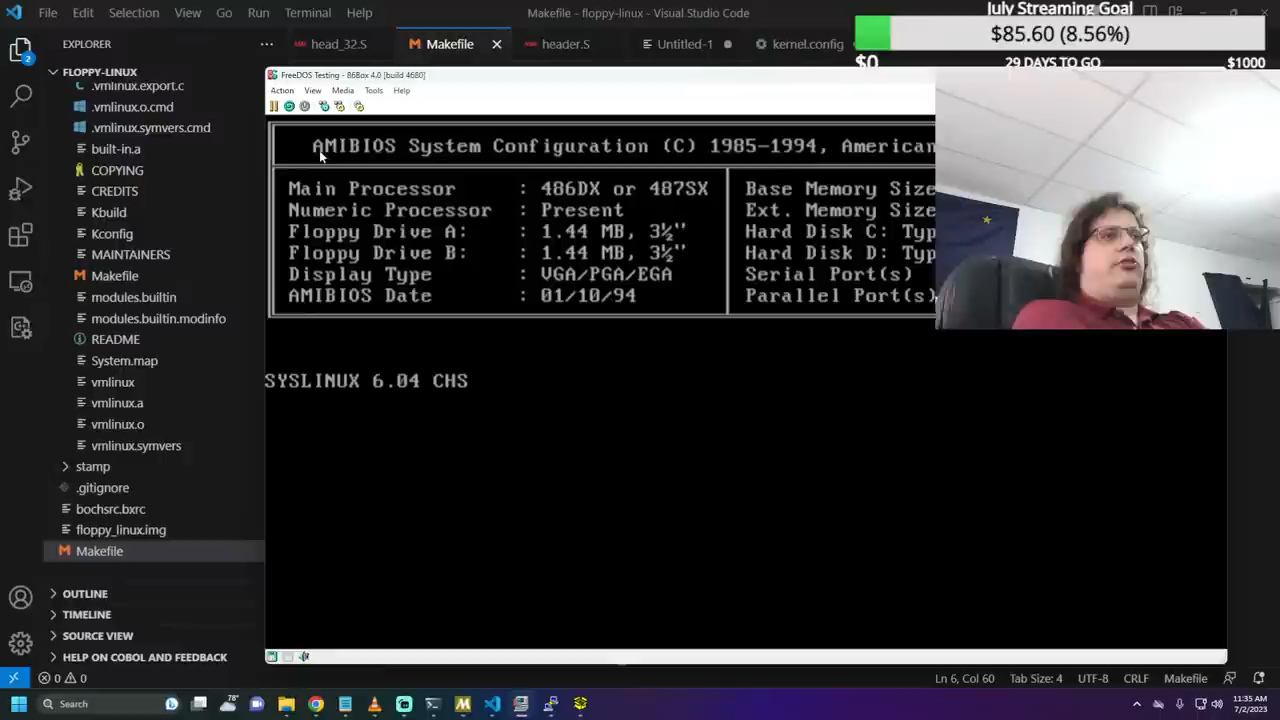 File Edit Selection View Go Run Terminal Help
Makefile - floppy-linux - Visual Studio Code
July Streaming Goal
$85.60 (8.56%)
$0 29 DAYS TO GO $1000
EXPLORER
head_32.S Makefile header.S Untitled-1 kernel.config
FLOPPY-LINUX
.vmlinux.export.c
.vmlinux.o.cmd
.vmlinux.symvers.cmd
built-in.a
COPYING
CREDITS
Kbuild
Kconfig
MAINTAINERS
Makefile
modules.builtin
modules.builtin.modinfo
README
System.map
vmlinux
vmlinux.a
vmlinux.o
vmlinux.symvers
stamp
.gitignore
bochsrc.bxrc
floppy_linux.img
Makefile
OUTLINE
TIMELINE
SOURCE VIEW
HELP ON COBOL AND FEEDBACK
2
FreeDOS Testing - 86Box 4.0 [build 4680]
Action View Media Tools Help
AMIBIOS System Configuration (C) 1985-1994, American
Main Processor : 486DX or 487SX Base Memory Size
Numeric Processor : Present Ext. Memory Size
Floppy Drive A: : 1.44 MB, 3½" Hard Disk C: Typ
Floppy Drive B: : 1.44 MB, 3½" Hard Disk D: Typ
Display Type : VGA/PGA/EGA Serial Port(s)
AMIBIOS Date : 01/10/94 Parallel Port(s)
SYSLINUX 6.04 CHS
0 0
Ln 6, Col 60 Tab Size: 4 UTF-8 CRLF Makefile
Search
78°
11:35 AM
7/2/2023